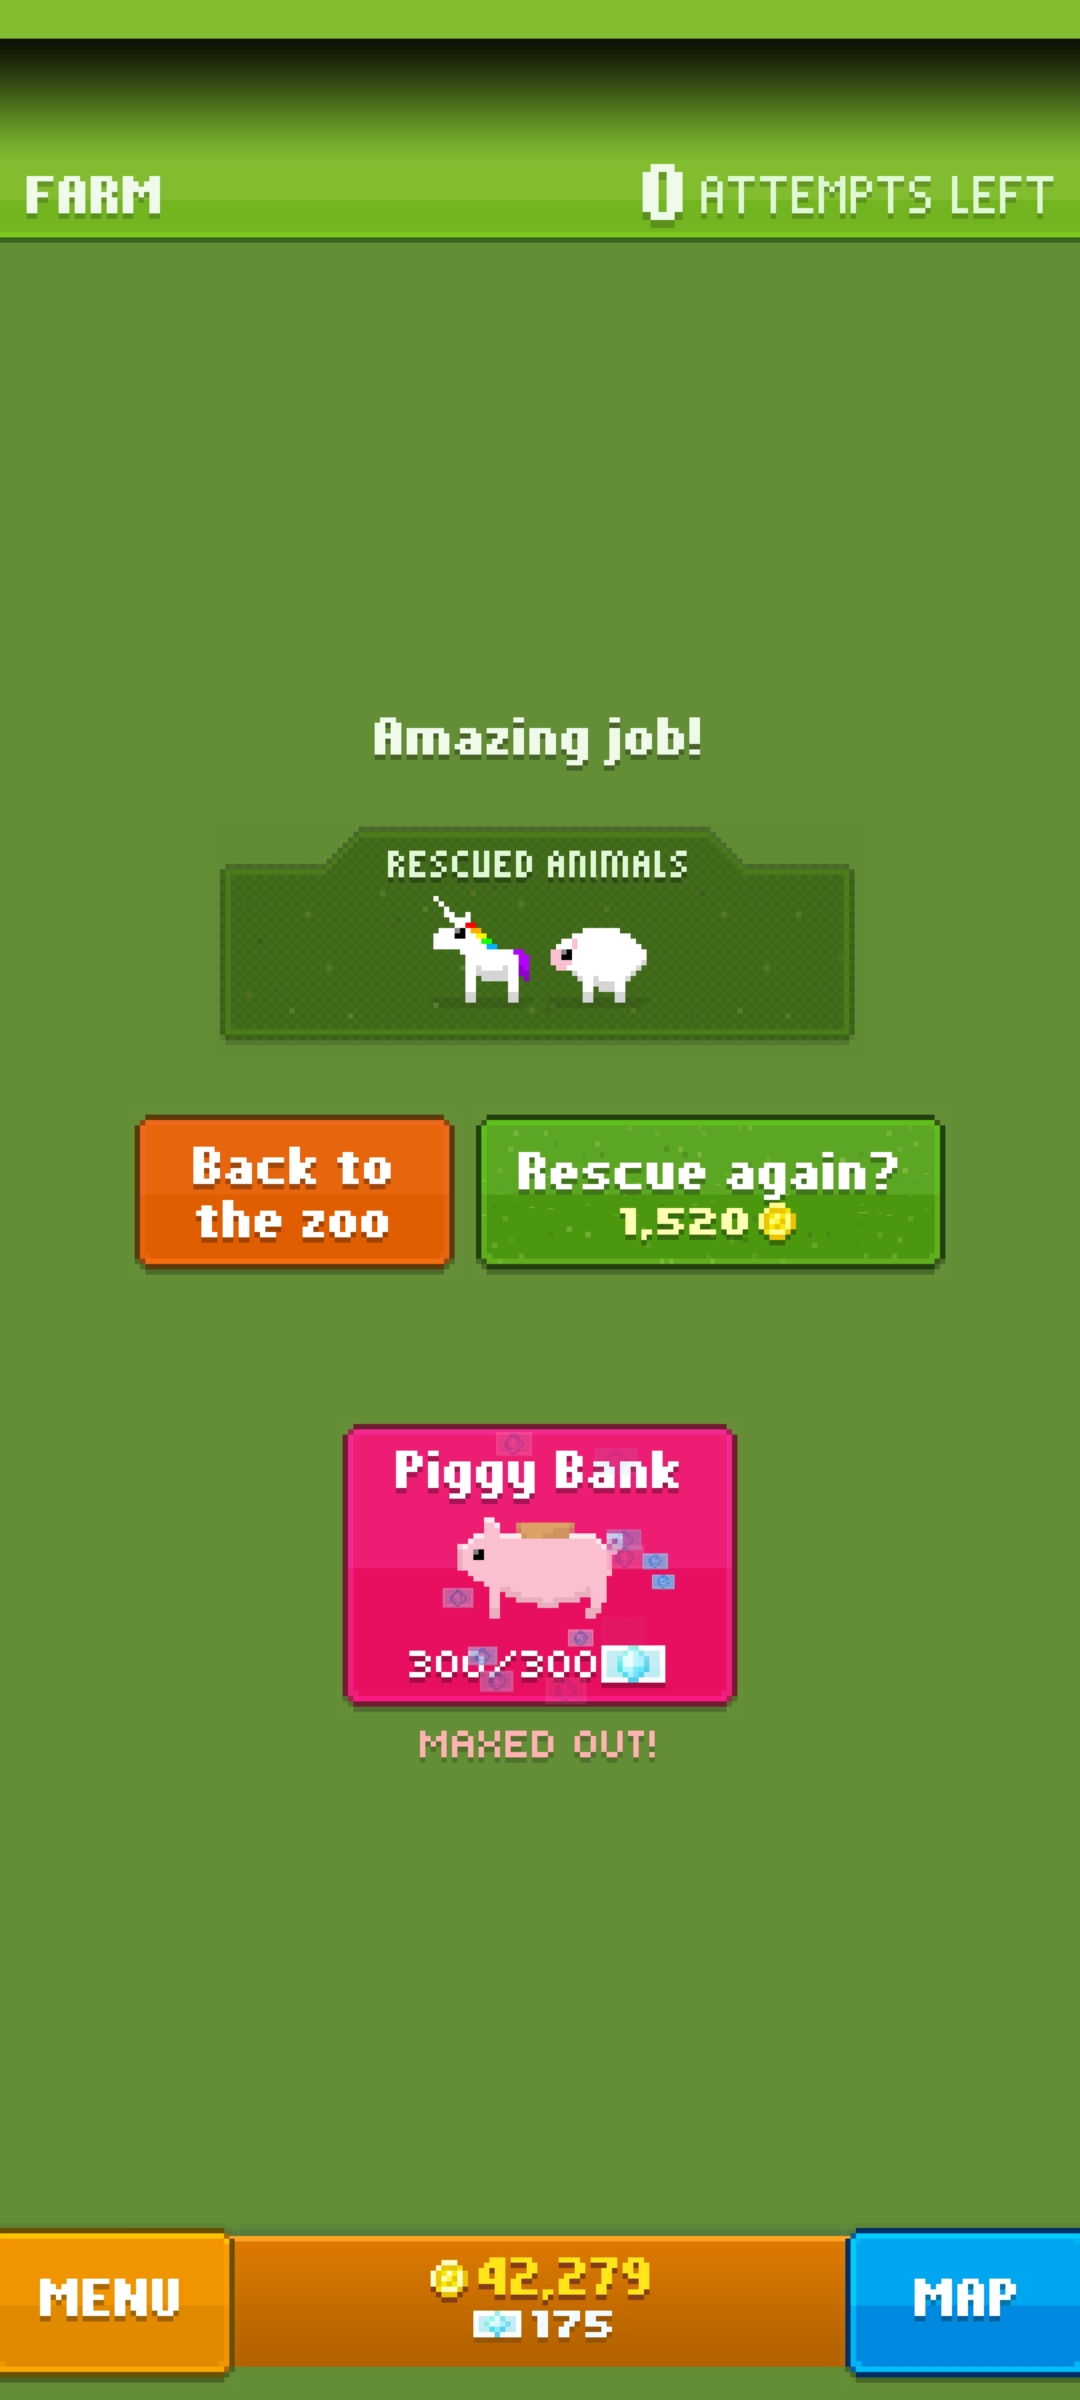 FARM
0 ATTEMPTS LEFT
Amazing job!
RESCUED ANIMALS
Back to
the zoo
Rescue again?
1,520
Piggy Bank
300/300
MAXED OUT!
MENU
42,279
175
MAP